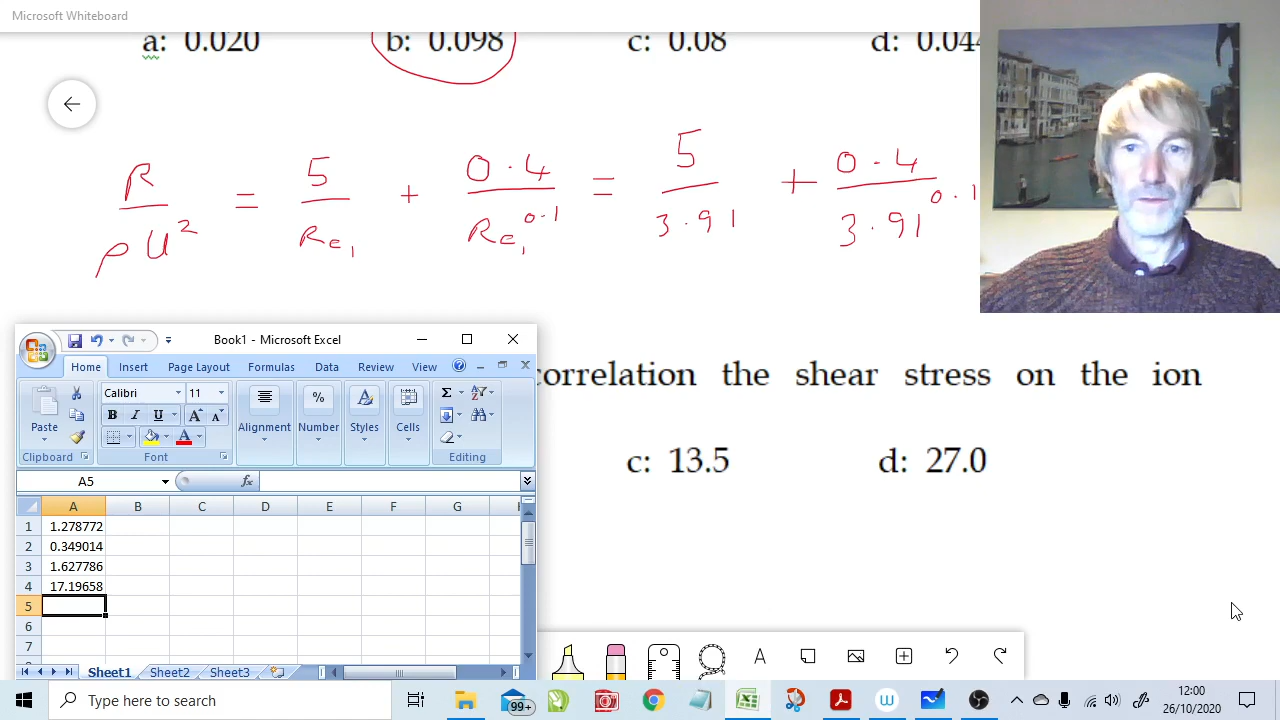 Microsoft Whiteboard
a: 0.020 b: 0.098 c: 0.08 d: 0.044
R/ρU² = 5/Re₁ + 0.4/Re₁^0.1 = 5/3.91 + 0.4/3.91^0.1
Book1 - Microsoft Excel
Home Insert Page Layout Formulas Data Review View
Calibri 11
B I U A A
Paste Alignment Number Styles Cells
Clipboard Font Editing
A5 fx
A B C D E F G
1 1.278772
2 0.349014
3 1.627786
4 17.19658
5
6
7
Sheet1 Sheet2 Sheet3
correlation the shear stress on the ion
c: 13.5 d: 27.0
Type here to search
99+
12:00
26/10/2020